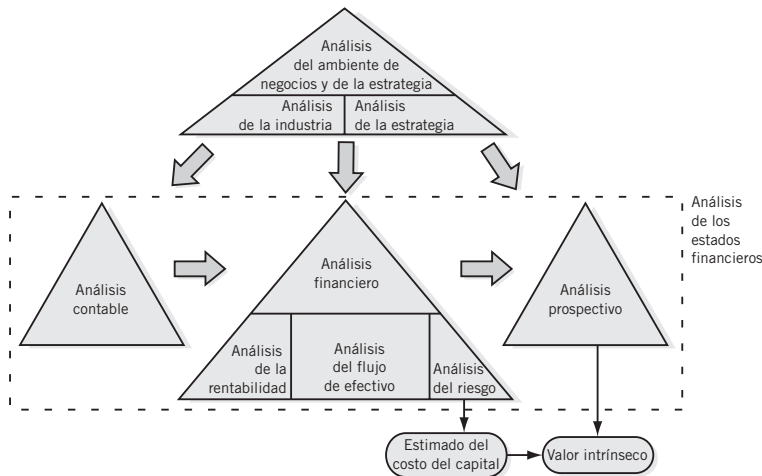 Análisis
del ambiente de
negocios y de la estrategia
Análisis
de la industria
Análisis
de la estrategia
Análisis
de los
estados
financieros
Análisis
contable
Análisis
financiero
Análisis
prospectivo
Análisis
de la
rentabilidad
Análisis
del flujo
de efectivo
Análisis
del riesgo
Estimado del
costo del capital
Valor intrínseco